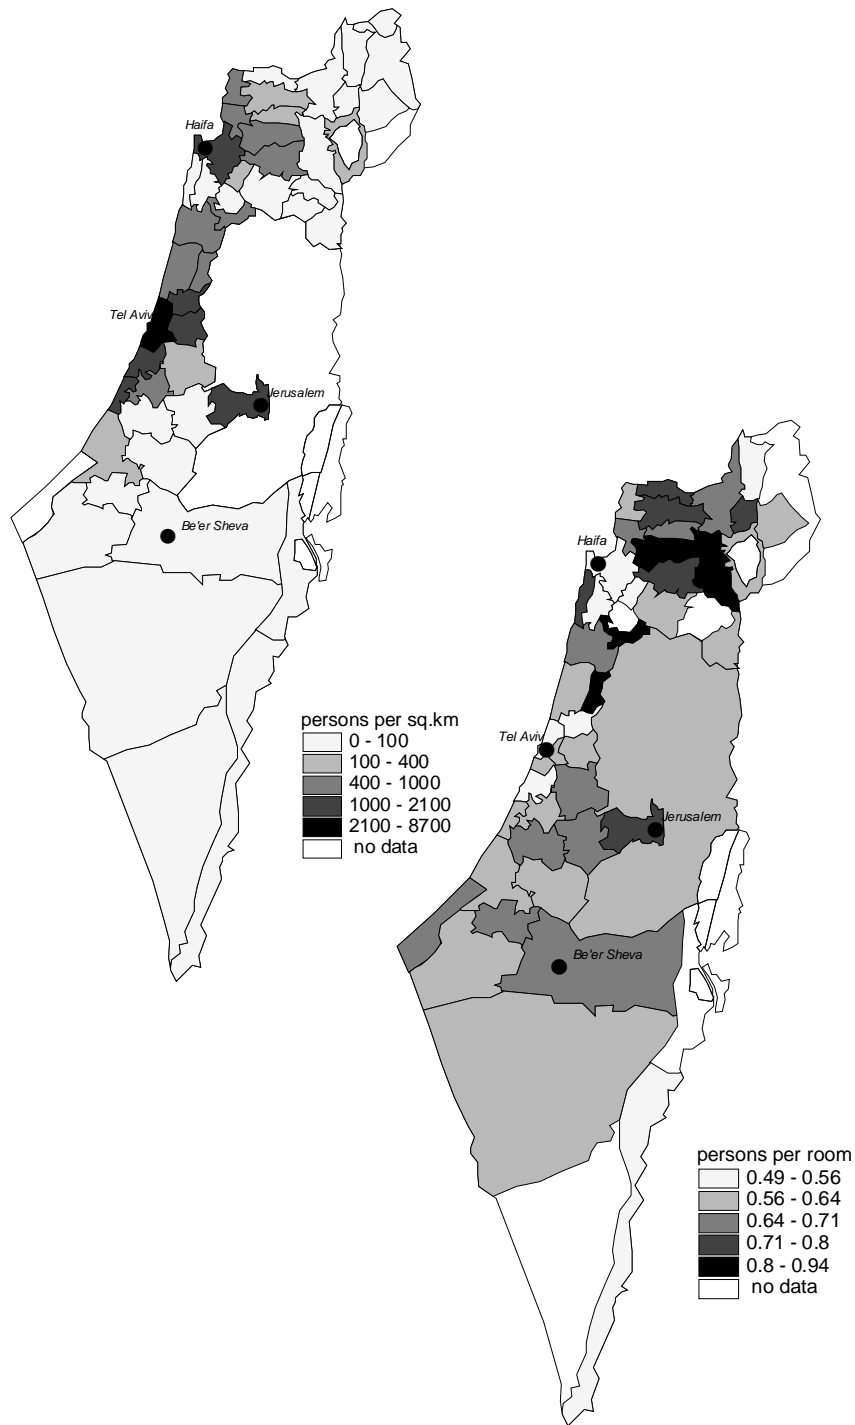 Haifa
Tel Aviv
Jerusalem
Be'er Sheva
persons per sq.km
0 - 100
100 - 400
400 - 1000
1000 - 2100
2100 - 8700
no data
Haifa
Tel Aviv
Jerusalem
Be'er Sheva
persons per room
0.49 - 0.56
0.56 - 0.64
0.64 - 0.71
0.71 - 0.8
0.8 - 0.94
no data